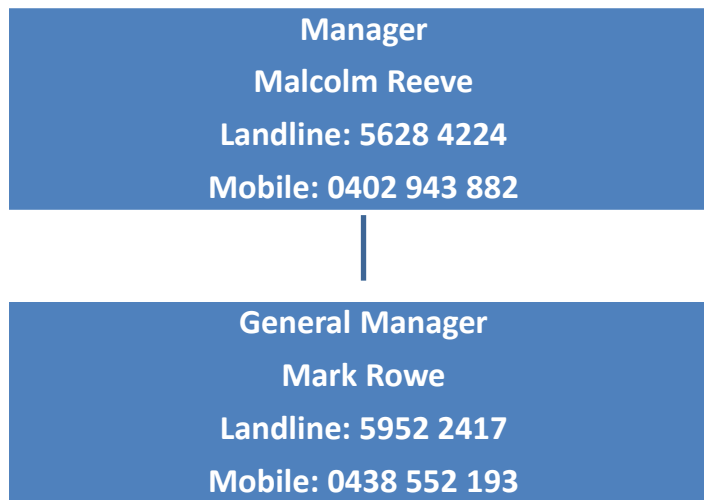 Manager
Malcolm Reeve
Landline: 5628 4224
Mobile: 0402 943 882
General Manager
Mark Rowe
Landline: 5952 2417
Mobile: 0438 552 193